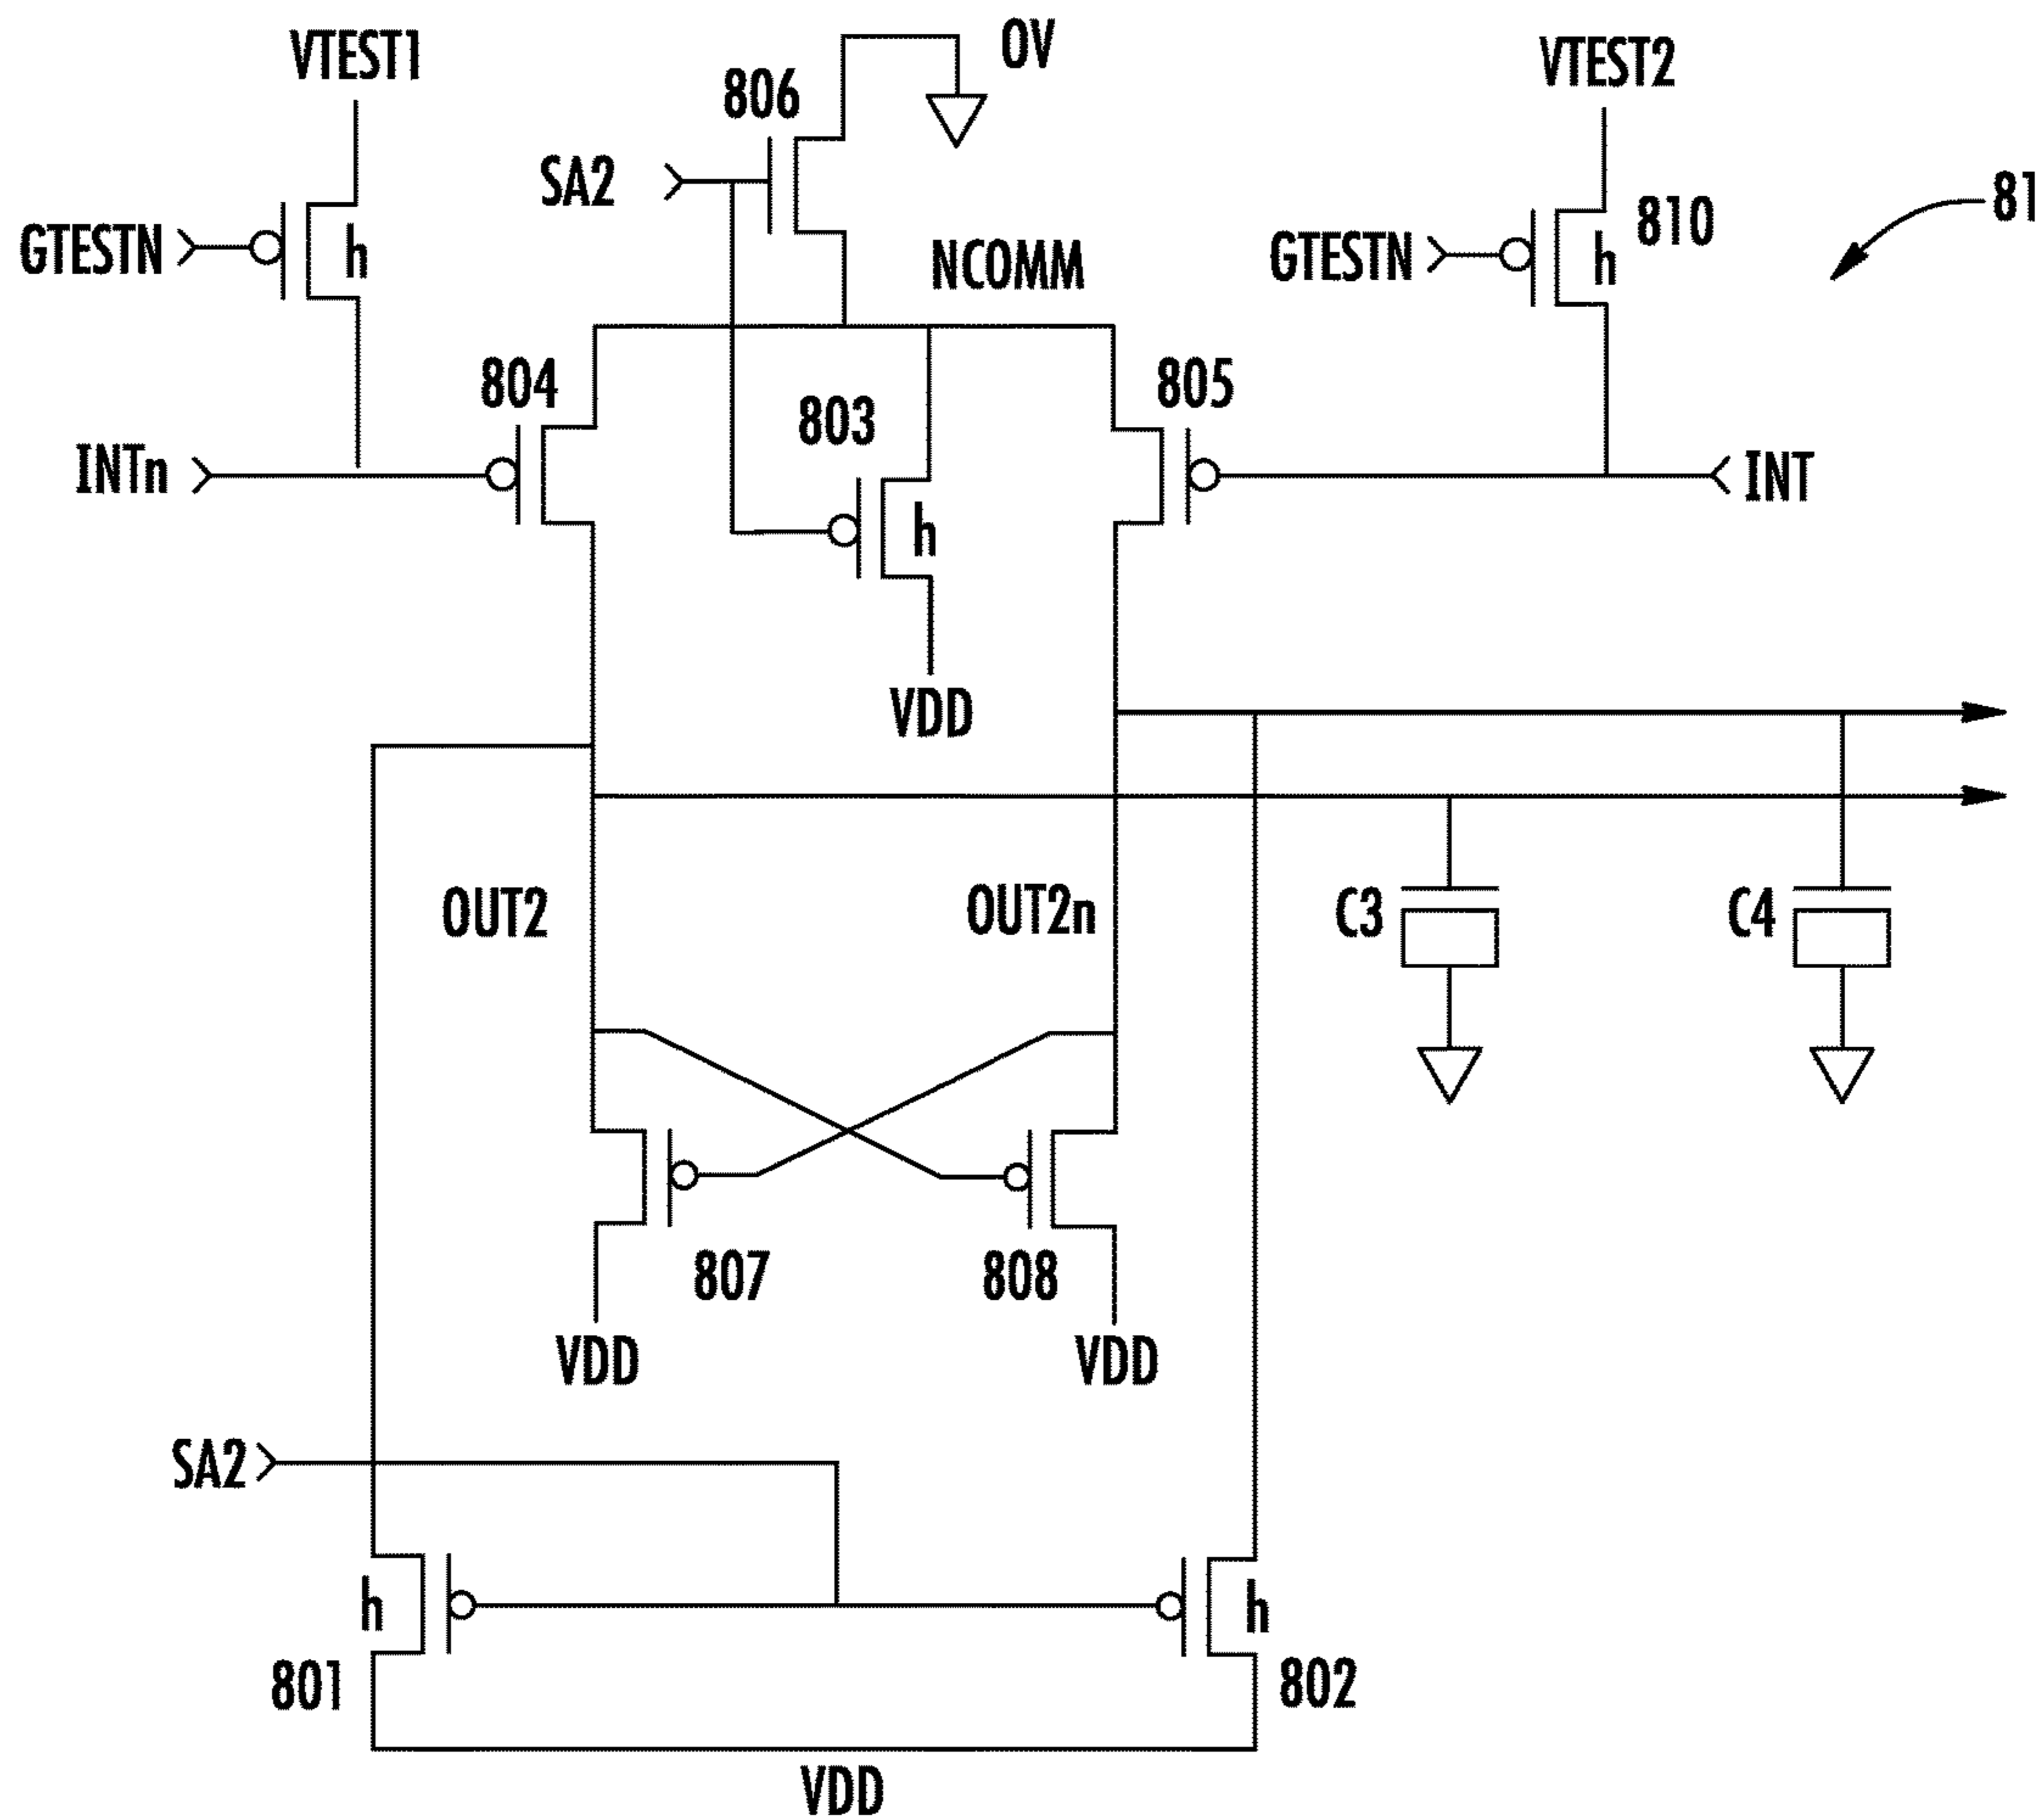 VTEST1
806
OV
VTEST2
SA2
81
GTESTN
h
810
NCOMM
GTESTN
h
804
803
805
INTn
INT
h
VDD
OUT2
OUT2n
C3
C4
807
808
VDD
VDD
SA2
h
h
801
802
VDD